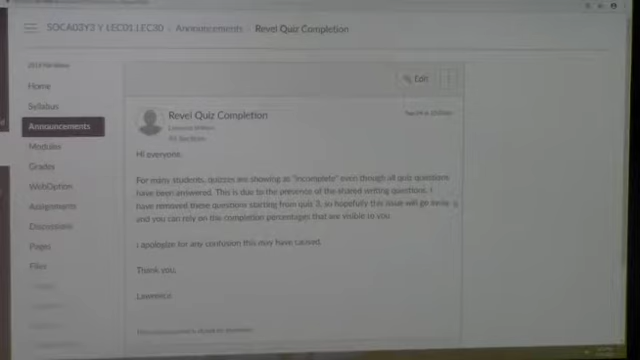 SOCA03Y3 Y LEC01,LEC30 › Announcements › Revel Quiz Completion
Edit
Home
Syllabus
Announcements
Modules
Grades
WebOption
Assignments
Discussions
Pages
Files
Revel Quiz Completion
All Sections
Hi everyone,
For many students, quizzes are showing as "incomplete" even though all quiz questions
have been answered. This is due to the presence of the shared writing questions. I
have removed these questions starting from quiz 3, so hopefully this issue will go away
and you can rely on the completion percentages that are visible to you.
I apologize for any confusion this may have caused.
Thank you,